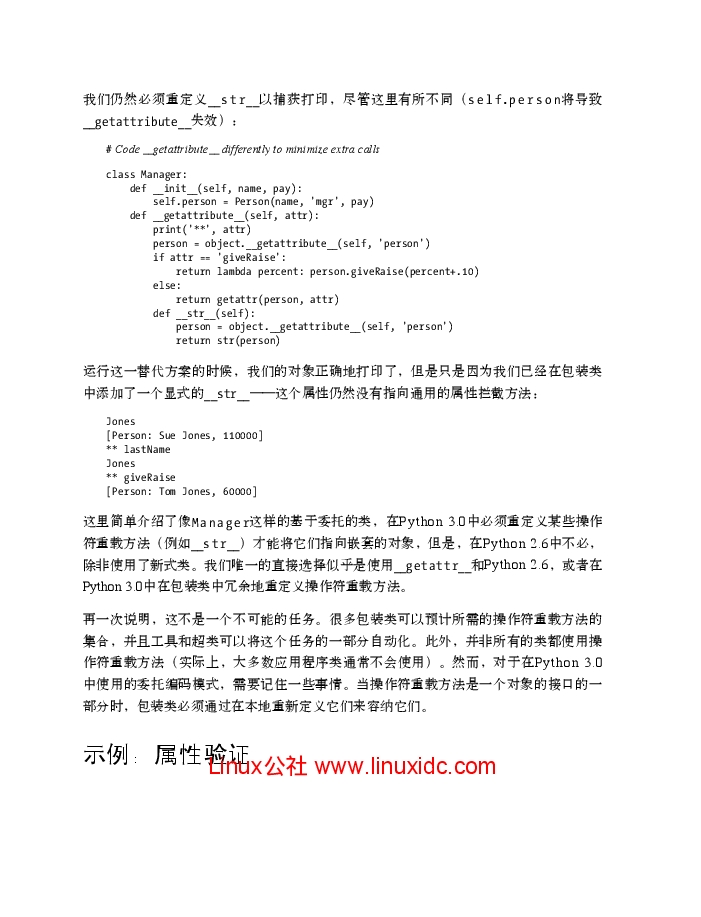 我们仍然必须重定义__str__以捕获打印，尽管这里有所不同（self.person将导致
__getattribute__失效）：
# Code __getattribute__ differently to minimize extra calls
class Manager:
    def __init__(self, name, pay):
        self.person = Person(name, 'mgr', pay)
    def __getattribute__(self, attr):
        print('**', attr)
        person = object.__getattribute__(self, 'person')
        if attr == 'giveRaise':
            return lambda percent: person.giveRaise(percent+.10)
        else:
            return getattr(person, attr)
        def __str__(self):
            person = object.__getattribute__(self, 'person')
            return str(person)
运行这一替代方案的时候，我们的对象正确地打印了，但是只是因为我们已经在包装类
中添加了一个显式的__str__——这个属性仍然没有指向通用的属性拦截方法：
Jones
[Person: Sue Jones, 110000]
** lastName
Jones
** giveRaise
[Person: Tom Jones, 60000]
这里简单介绍了像Manager这样的基于委托的类，在Python 3.0中必须重定义某些操作
符重载方法（例如__str__）才能将它们指向嵌套的对象，但是，在Python 2.6中不必，
除非使用了新式类。我们唯一的直接选择似乎是使用__getattr__和Python 2.6，或者在
Python 3.0中在包装类中冗余地重定义操作符重载方法。
再一次说明，这不是一个不可能的任务。很多包装类可以预计所需的操作符重载方法的
集合，并且工具和超类可以将这个任务的一部分自动化。此外，并非所有的类都使用操
作符重载方法（实际上，大多数应用程序类通常不会使用）。然而，对于在Python 3.0
中使用的委托编码模式，需要记住一些事情。当操作符重载方法是一个对象的接口的一
部分时，包装类必须通过在本地重新定义它们来容纳它们。
示例：属性验证
Linux公社 www.linuxidc.com